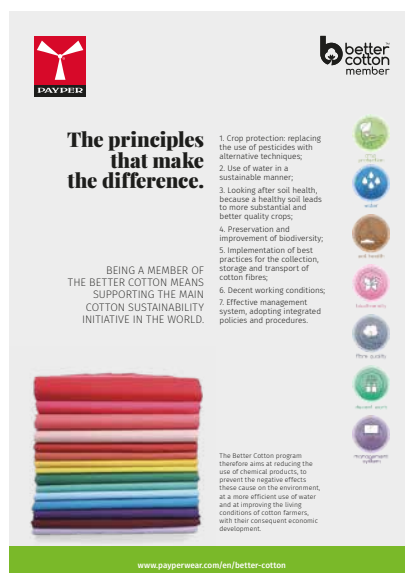 PAYPER
better
cotton
member
The principles
that make
the difference.
BEING A MEMBER OF
THE BETTER COTTON MEANS
SUPPORTING THE MAIN
COTTON SUSTAINABILITY
INITIATIVE IN THE WORLD.
1. Crop protection: replacing
the use of pesticides with
alternative techniques;
2. Use of water in a
sustainable manner;
3. Looking after soil health,
because a healthy soil leads
to more substantial and
better quality crops;
4. Preservation and
improvement of biodiversity;
5. Implementation of best
practices for the collection,
storage and transport of
cotton fibres;
6. Decent working conditions;
7. Effective management
system, adopting integrated
policies and procedures.
protection
water
soil health
biodiversity
fibre quality
decent work
management
system
The Better Cotton program
therefore aims at reducing the
use of chemical products, to
prevent the negative effects
these cause on the environment,
at a more efficient use of water
and at improving the living
conditions of cotton farmers,
with their consequent economic
development.
www.payperwear.com/en/better-cotton